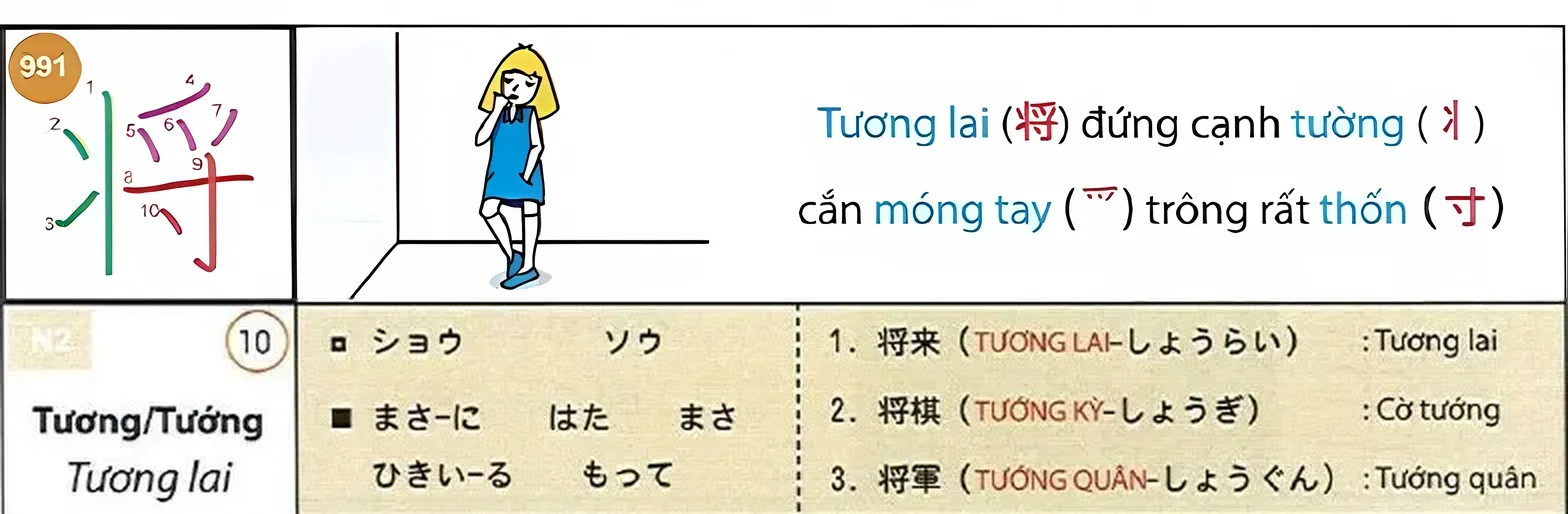 991
1
2
3
4
5
6
7
8
9
10
Tương lai (将) đứng cạnh tường (丬)
cắn móng tay (爫) trông rất thốn (寸)
N2
10
Tương/Tướng
Tương lai
ショウ ソウ
まさ-に はた まさ
ひきい-る もって
1. 将来 (TƯƠNG LAI-しょうらい) : Tương lai
2. 将棋 (TƯỚNG KỲ-しょうぎ) : Cờ tướng
3. 将軍 (TƯỚNG QUÂN-しょうぐん) : Tướng quân